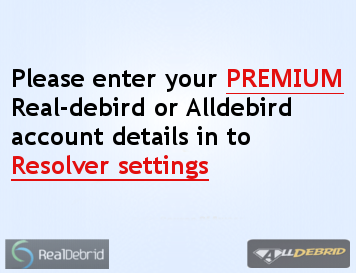 Please enter your PREMIUM
Real-debird or Alldebird
account details in to
Resolver settings
RealDebrid
ALLDEBRID